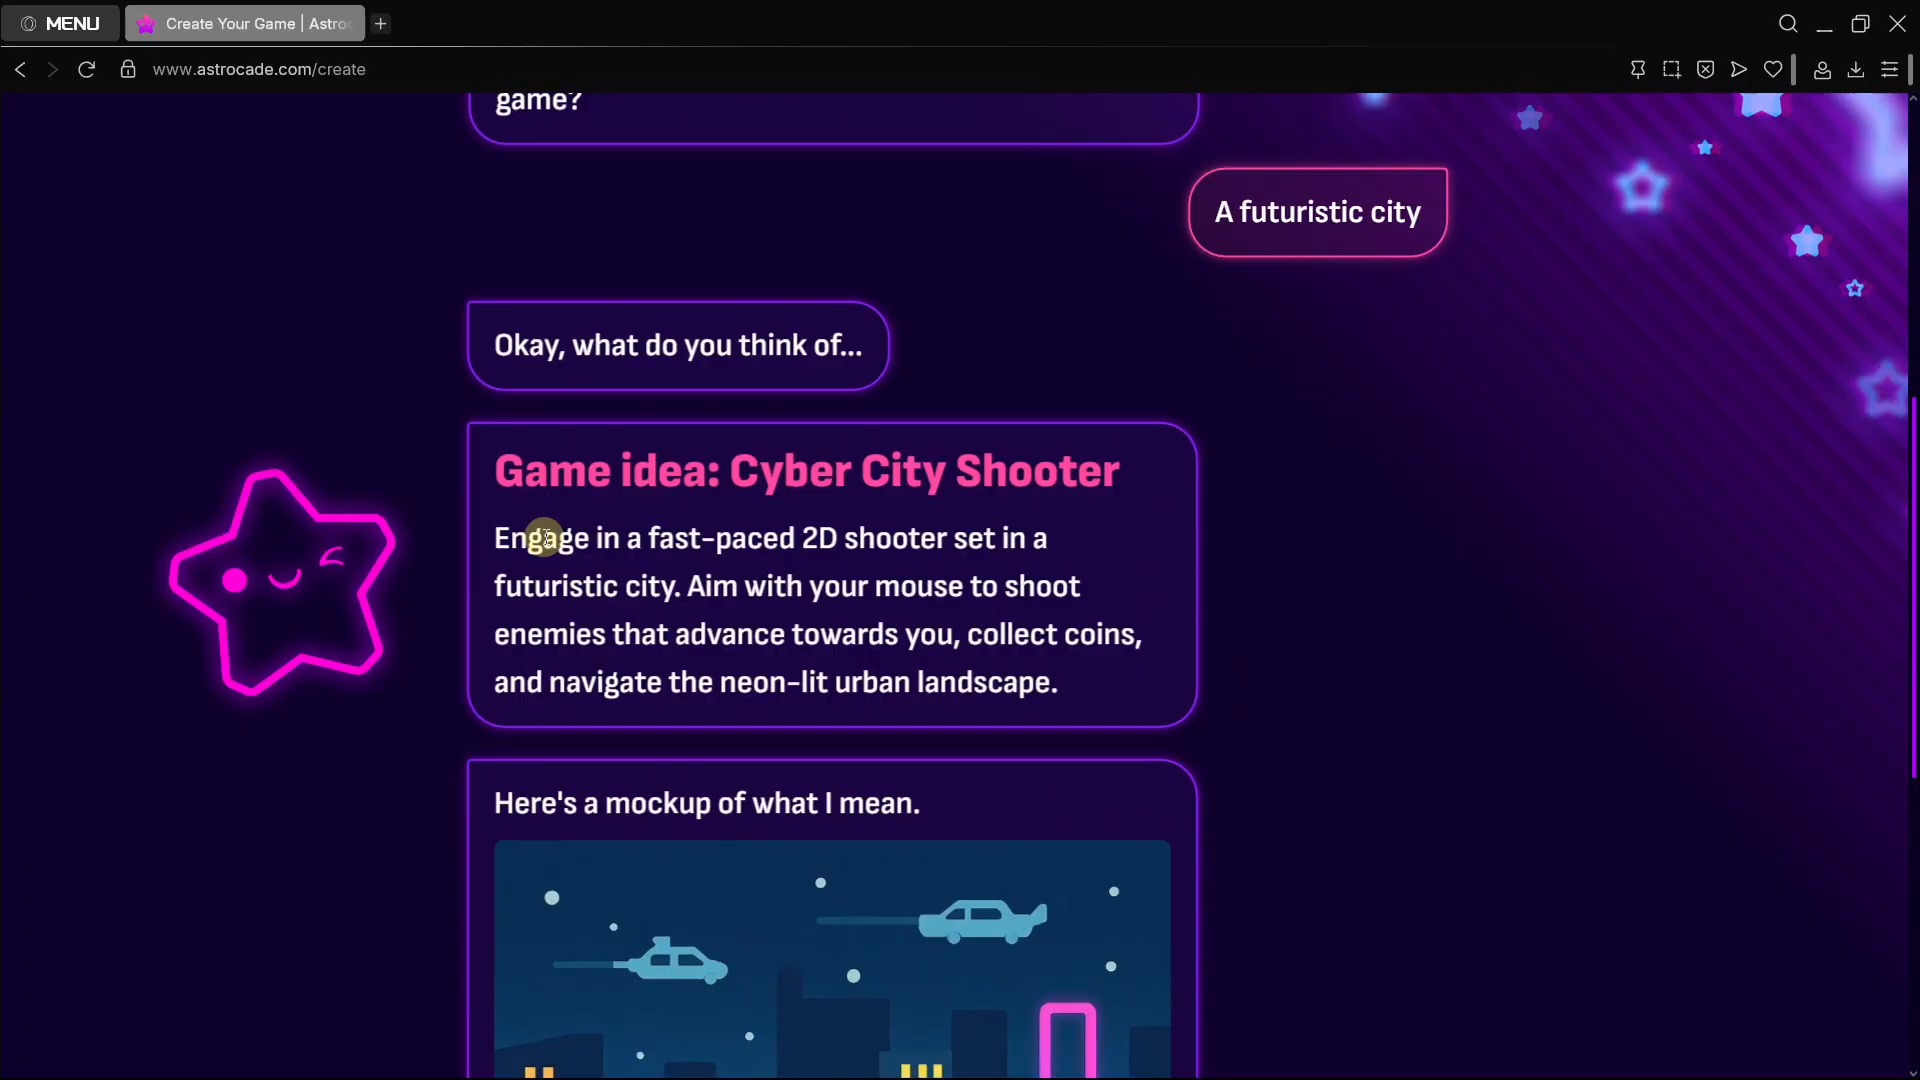 MENU
Create Your Game | Astroc
www.astrocade.com/create
game?
A futuristic city
Okay, what do you think of...
Game idea: Cyber City Shooter
Engage in a fast-paced 2D shooter set in a
futuristic city. Aim with your mouse to shoot
enemies that advance towards you, collect coins,
and navigate the neon-lit urban landscape.
Here's a mockup of what I mean.